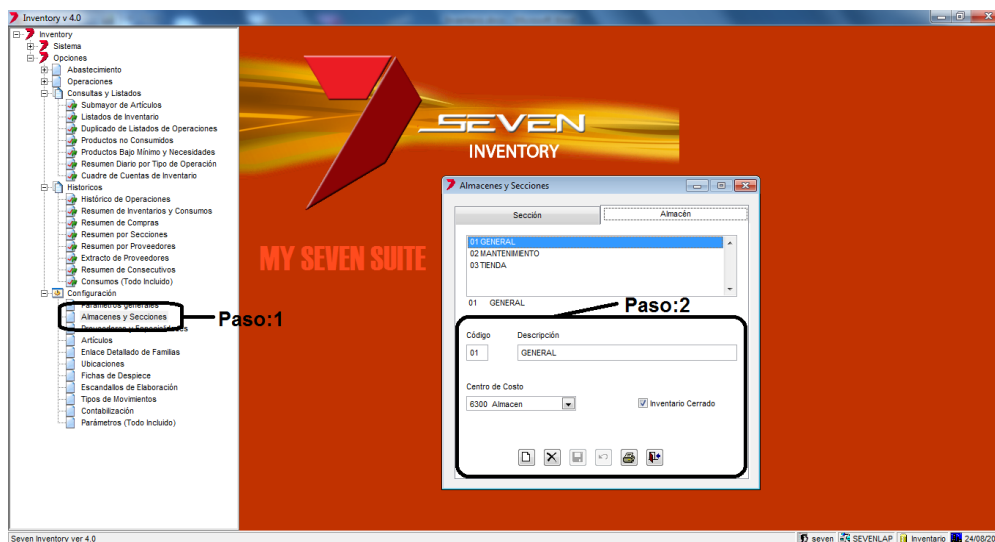 Inventory v 4.0
Inventory
Sistema
Opciones
Abastecimiento
Operaciones
Consultas y Listados
Submayor de Artículos
Listados de Inventario
Duplicado de Listados de Operaciones
Productos no Consumidos
Productos Bajo Mínimo y Necesidades
Resumen Diario por Tipo de Operación
Cuadre de Cuentas de Inventario
Historicos
Histórico de Operaciones
Resumen de Inventarios y Consumos
Resumen de Compras
Resumen por Secciones
Resumen por Proveedores
Extracto de Proveedores
Resumen de Consecutivos
Consumos (Todo Incluido)
Configuración
Parámetros generales
Almacenes y Secciones
Proveedores y Especialidades
Artículos
Enlace Detallado de Familias
Ubicaciones
Fichas de Despiece
Escandallos de Elaboración
Tipos de Movimientos
Contabilización
Parámetros (Todo Incluido)
Paso:1
SEVEN
INVENTORY
MY SEVEN SUITE
Almacenes y Secciones
Sección Almacén
01 GENERAL
02 MANTENIMIENTO
03 TIENDA
01 GENERAL
Paso:2
Código Descripción
01 GENERAL
Centro de Costo
6300 Almacen Inventario Cerrado
Seven Inventory ver 4.0 seven SEVENLAP Inventario 24/08/20